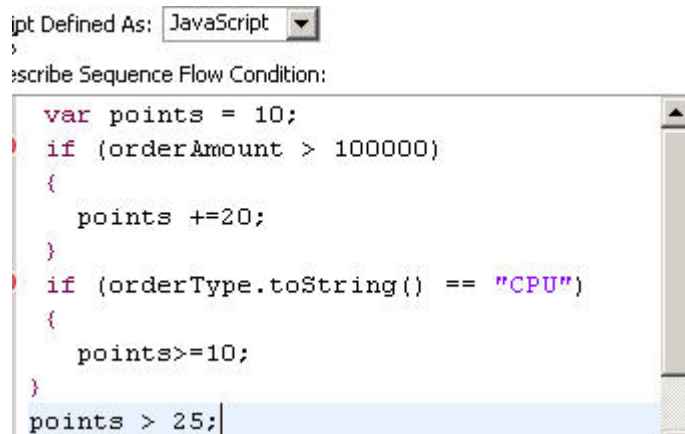 ipt Defined As: JavaScript
escribe Sequence Flow Condition:
var points = 10;
if (orderAmount > 100000)
{
points +=20;
}
if (orderType.toString() == "CPU")
{
points>=10;
}
points > 25;